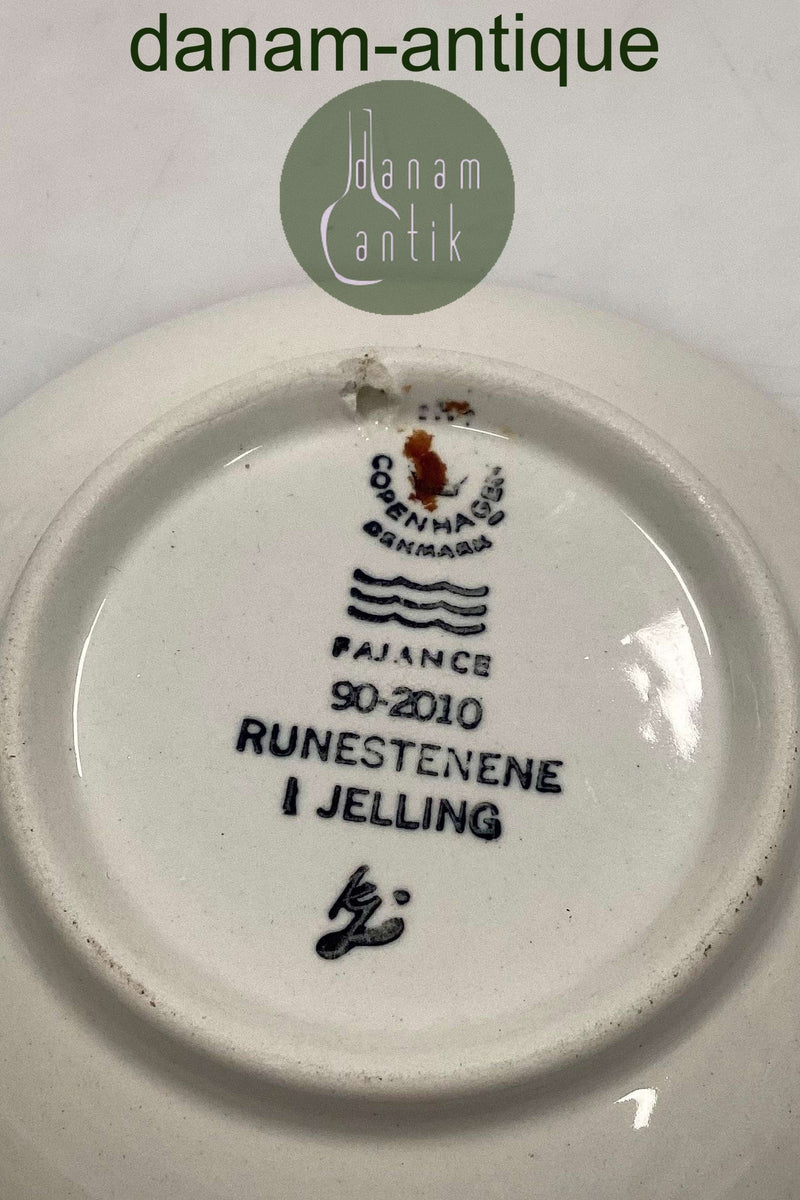 danam-antique
danam
antik
COPENHAGEN
DENMARK
FAJANCE
90-2010
RUNESTENENE
I JELLING